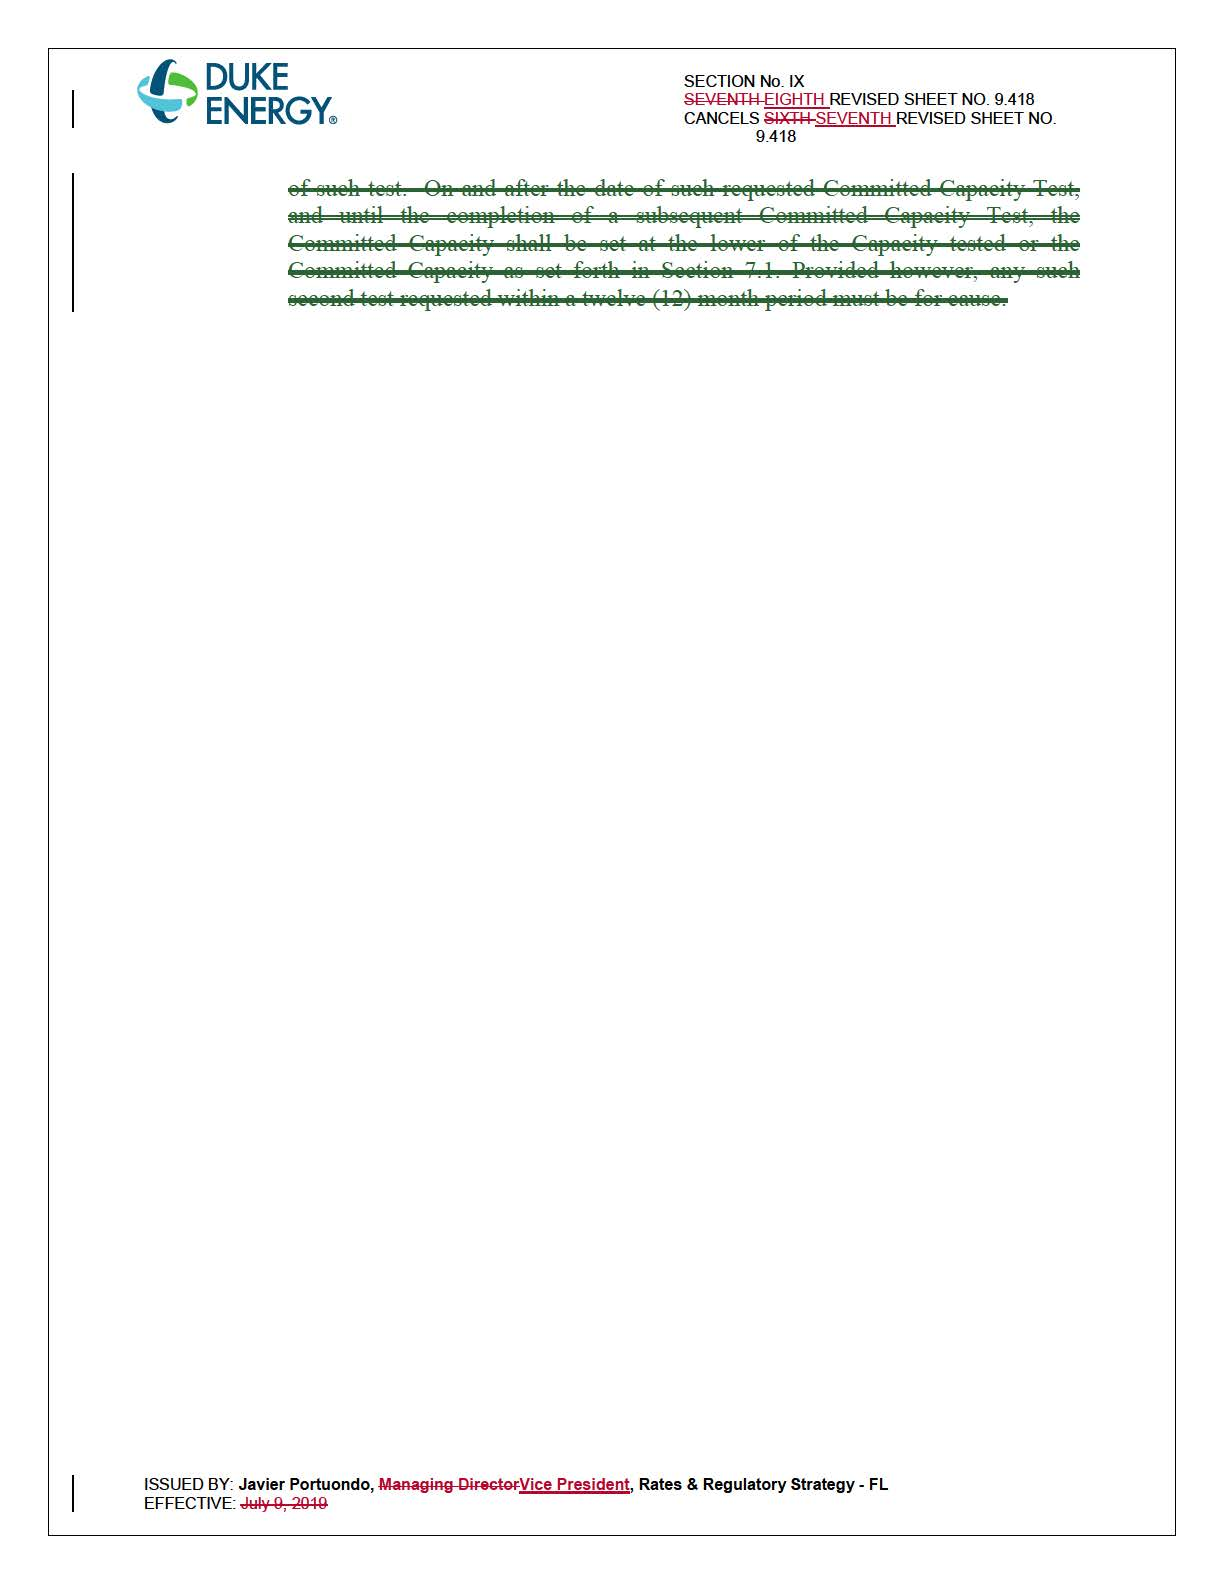 DUKE
ENERGY®
SECTION No. IX
SEVENTH EIGHTH REVISED SHEET NO. 9.418
CANCELS SIXTH SEVENTH REVISED SHEET NO.
9.418
of such test. On and after the date of such requested Committed Capacity Test,
and until the completion of a subsequent Committed Capacity Test, the
Committed Capacity shall be set at the lower of the Capacity tested or the
Committed Capacity as set forth in Section 7.1. Provided however, any such
second test requested within a twelve (12) month period must be for cause.
ISSUED BY: Javier Portuondo, Managing DirectorVice President, Rates & Regulatory Strategy - FL
EFFECTIVE: July 9, 2019